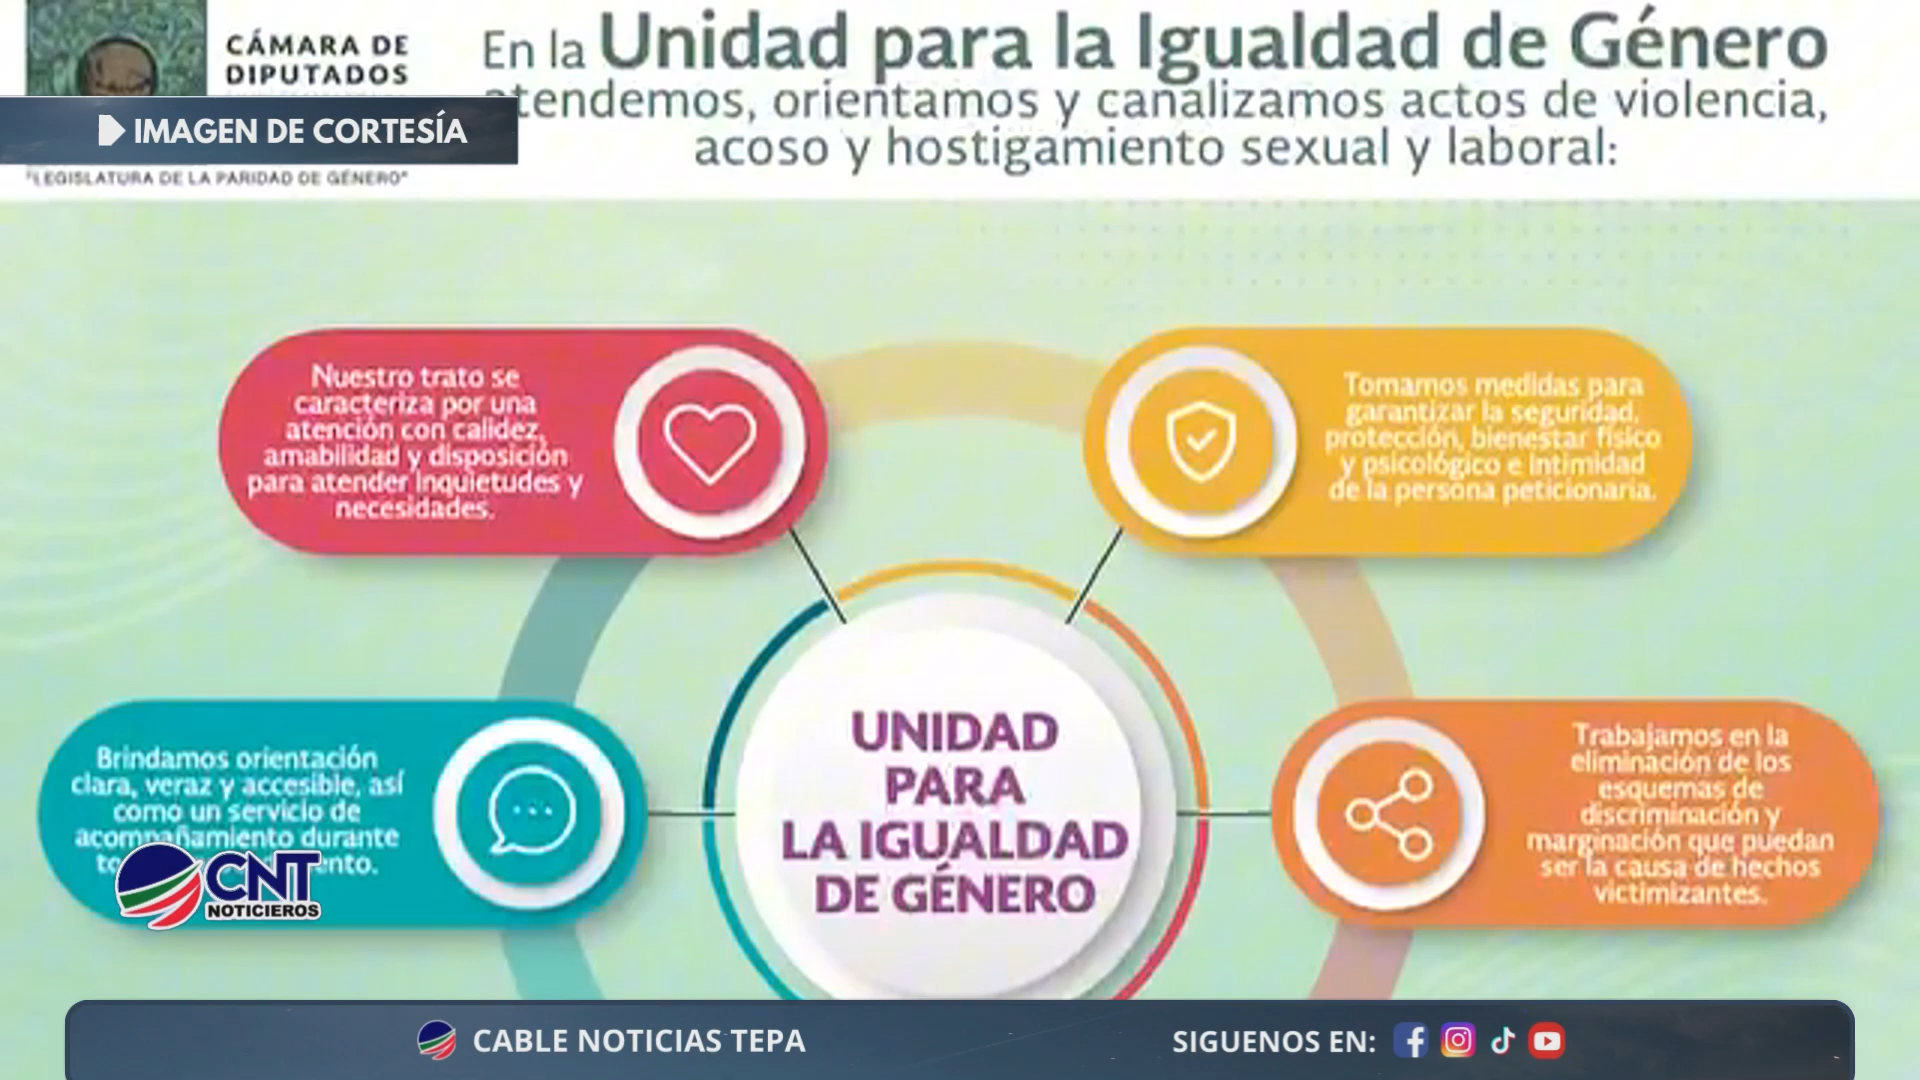 CÁMARA DE
DIPUTADOS
En la Unidad para la Igualdad de Género
atendemos, orientamos y canalizamos actos de violencia,
acoso y hostigamiento sexual y laboral:
IMAGEN DE CORTESÍA
"LEGISLATURA DE LA PARIDAD DE GÉNERO"
Nuestro trato se
caracteriza por una
atención con calidez,
amabilidad y disposición
para atender inquietudes y
necesidades.
Tomamos medidas para
garantizar la seguridad,
protección, bienestar físico
y psicológico e intimidad
de la persona peticionaria.
Brindamos orientación
clara, veraz y accesible, así
como un servicio de
acompañamiento durante
UNIDAD
PARA
LA IGUALDAD
DE GÉNERO
Trabajamos en la
eliminación de los
esquemas de
discriminación y
marginación que puedan
ser la causa de hechos
victimizantes.
CNT
NOTICIEROS
CABLE NOTICIAS TEPA
SIGUENOS EN: